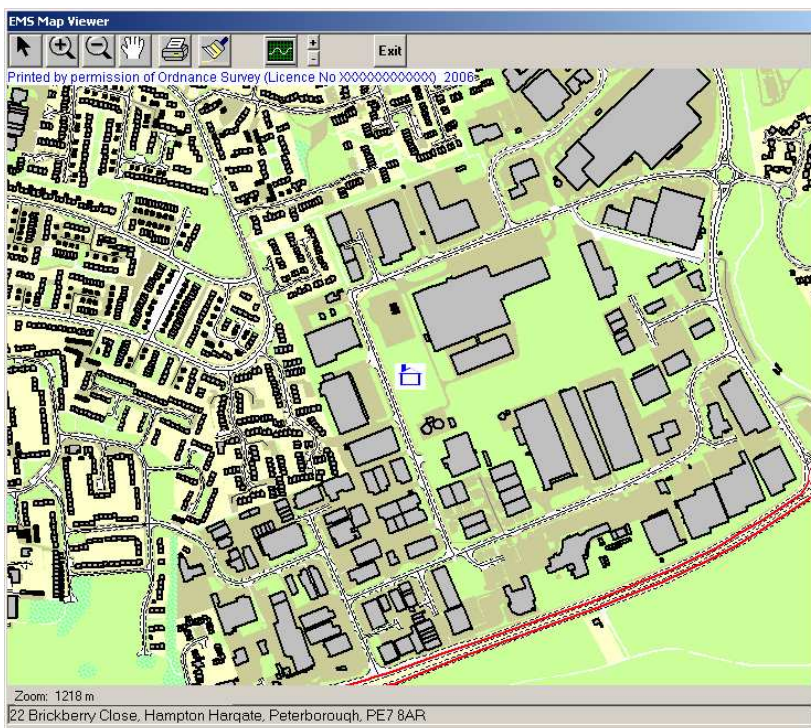 EMS Map Viewer
+
-
Exit
Printed by permission of Ordnance Survey (Licence No XXXXXXXXXXXXX) 2006
Zoom: 1218 m
22 Brickberry Close, Hampton Hargate, Peterborough, PE7 8AR